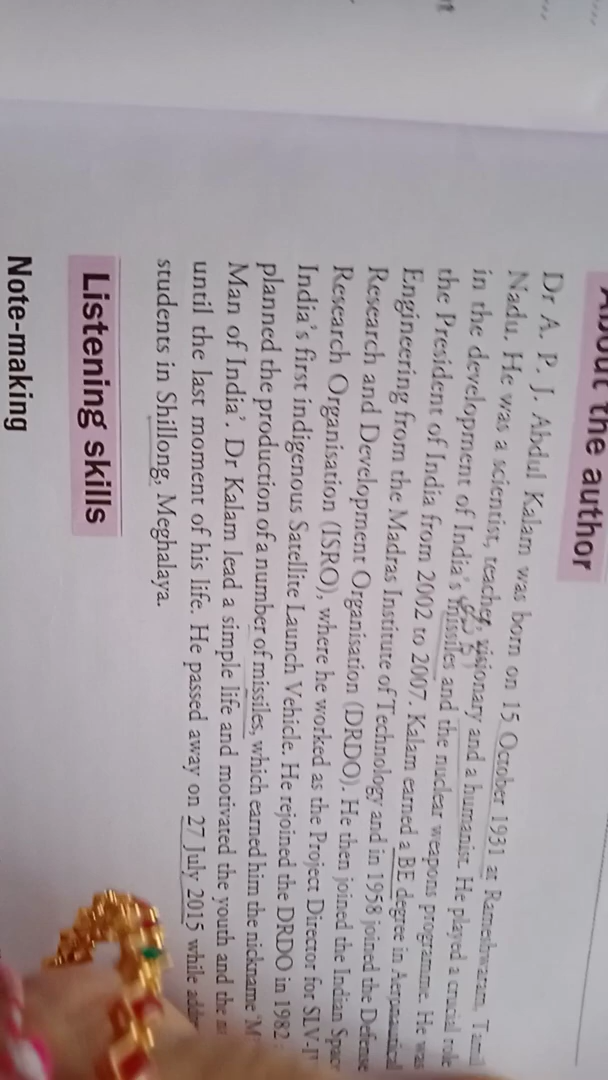 About the author
Dr A. P. J. Abdul Kalam was born on 15 October 1931 at Rameshwaram, Tamil
Nadu. He was a scientist, teacher, visionary and a humanist. He played a crucial role
in the development of India's missiles and the nuclear weapons programme. He was
the President of India from 2002 to 2007. Kalam earned a BE degree in Aeronautical
Engineering from the Madras Institute of Technology and in 1958 joined the Defense
Research and Development Organisation (DRDO). He then joined the Indian Space
Research Organisation (ISRO), where he worked as the Project Director for SLV-
India's first indigenous Satellite Launch Vehicle. He rejoined the DRDO in 1982
planned the production of a number of missiles, which earned him the nickname 'M
Man of India'. Dr Kalam lead a simple life and motivated the youth and the
until the last moment of his life. He passed away on 27 July 2015 while
students in Shillong, Meghalaya.
Listening skills
Note-making